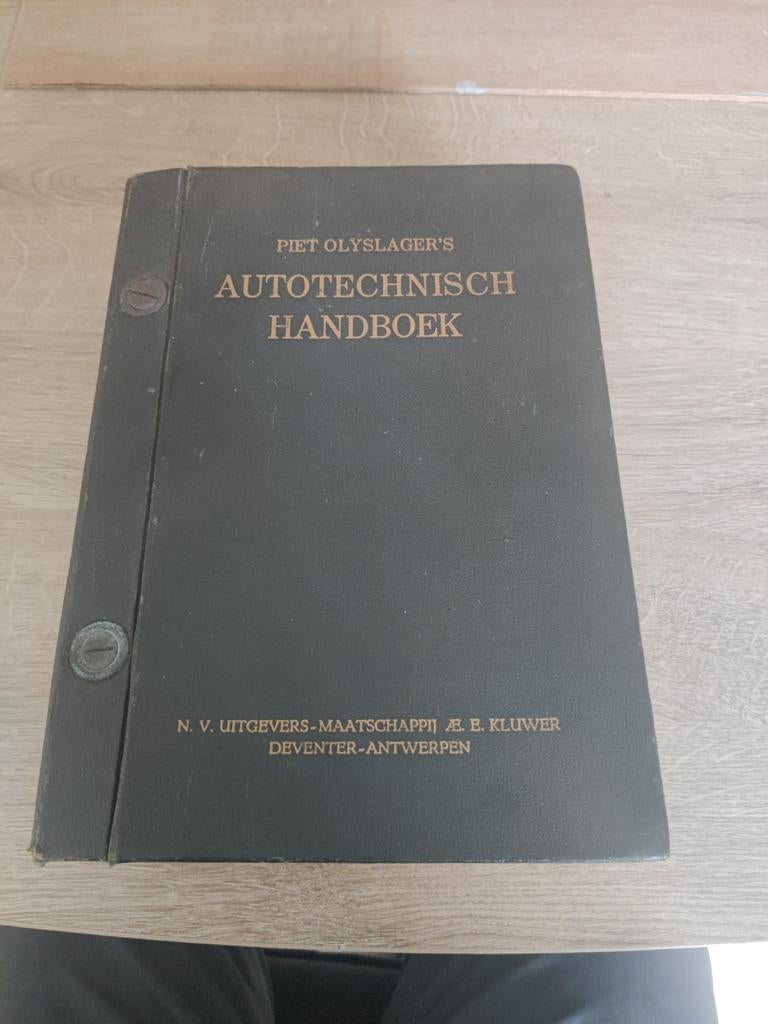 PIET OLYSLAGER'S
AUTOTECHNISCH
HANDBOEK
N. V. UITGEVERS-MAATSCHAPPIJ Æ. E. KLUWER
DEVENTER-ANTWERPEN